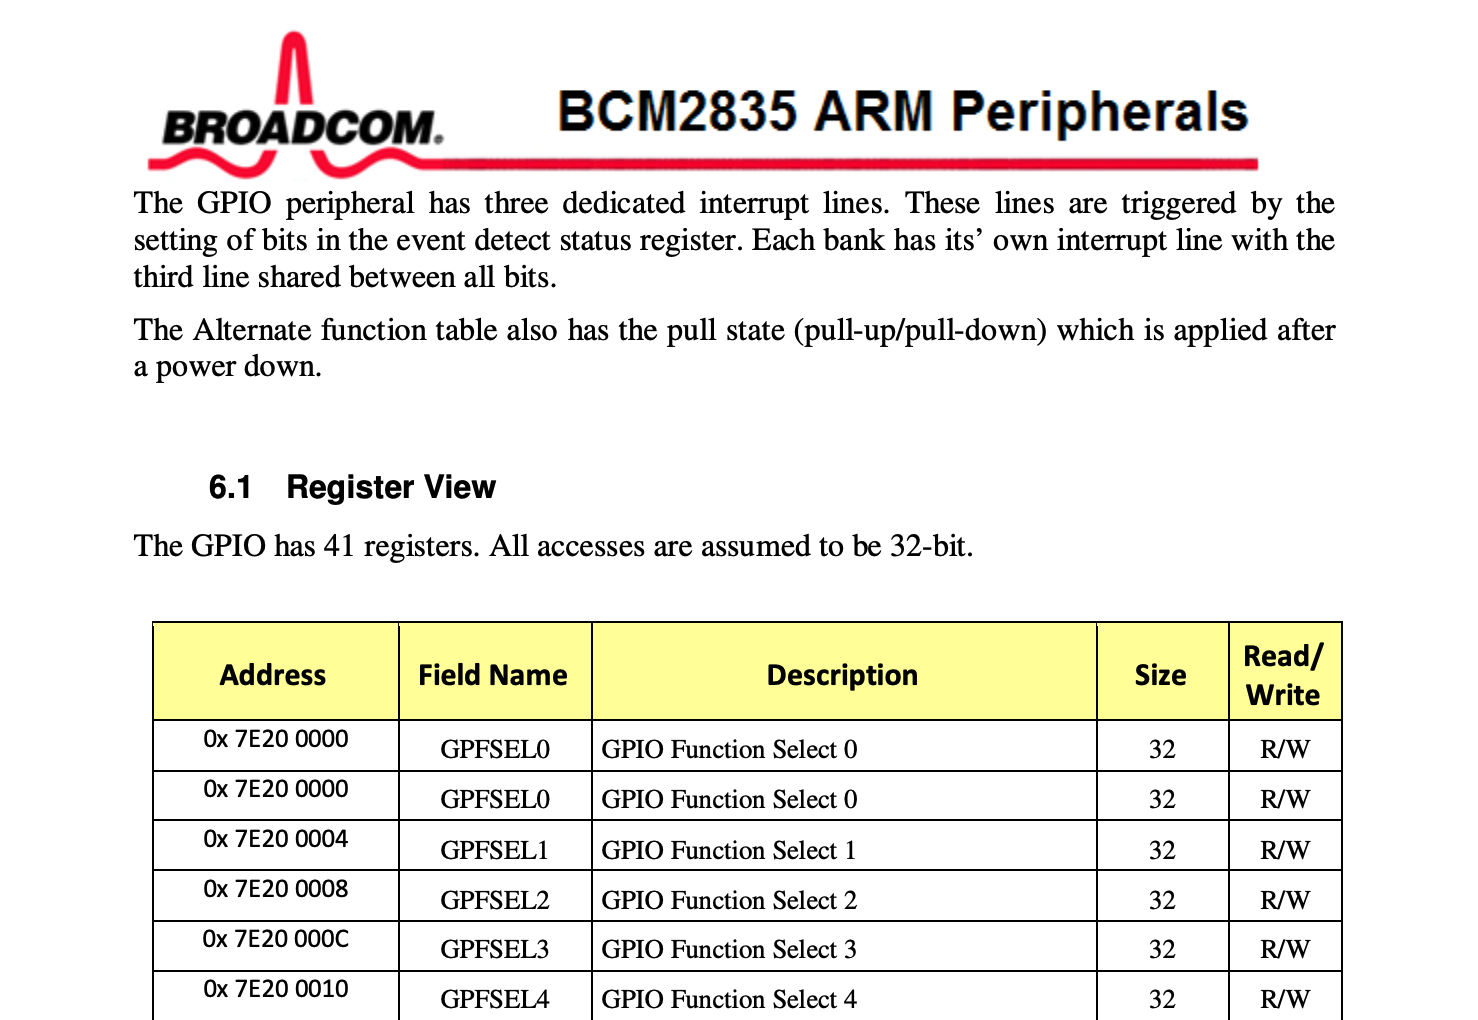 BROADCOM.
BCM2835 ARM Peripherals
The GPIO peripheral has three dedicated interrupt lines. These lines are triggered by the
setting of bits in the event detect status register. Each bank has its’ own interrupt line with the
third line shared between all bits.
The Alternate function table also has the pull state (pull-up/pull-down) which is applied after
a power down.
6.1 Register View
The GPIO has 41 registers. All accesses are assumed to be 32-bit.
Address Field Name Description Size Read/
Write
0x 7E20 0000 GPFSEL0 GPIO Function Select 0 32 R/W
0x 7E20 0000 GPFSEL0 GPIO Function Select 0 32 R/W
0x 7E20 0004 GPFSEL1 GPIO Function Select 1 32 R/W
0x 7E20 0008 GPFSEL2 GPIO Function Select 2 32 R/W
0x 7E20 000C GPFSEL3 GPIO Function Select 3 32 R/W
0x 7E20 0010 GPFSEL4 GPIO Function Select 4 32 R/W